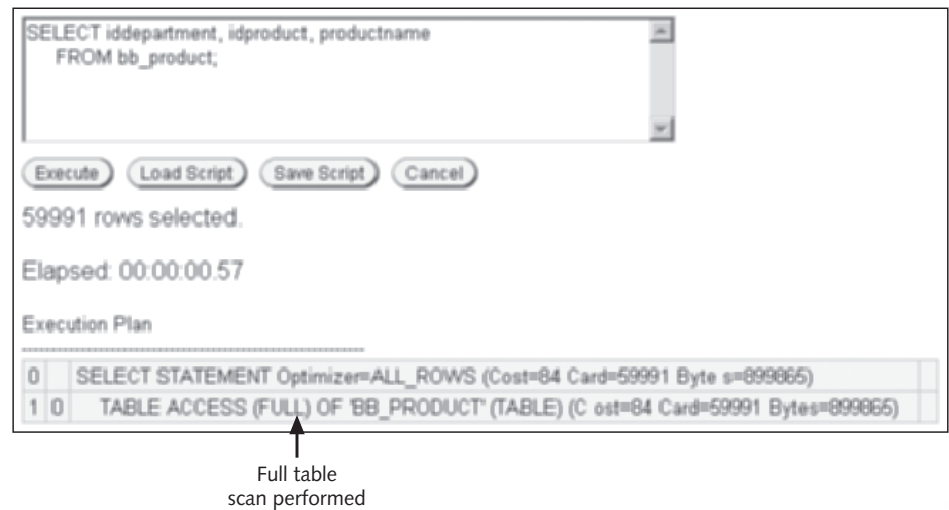 SELECT iddepartment, idproduct, productname
FROM bb_product;
Execute Load Script Save Script Cancel
59991 rows selected.
Elapsed: 00:00:00.57
Execution Plan
0 SELECT STATEMENT Optimizer=ALL_ROWS (Cost=84 Card=59991 Byte s=899865)
1 0 TABLE ACCESS (FULL) OF 'BB_PRODUCT' (TABLE) (C ost=84 Card=59991 Bytes=899865)
Full table
scan performed